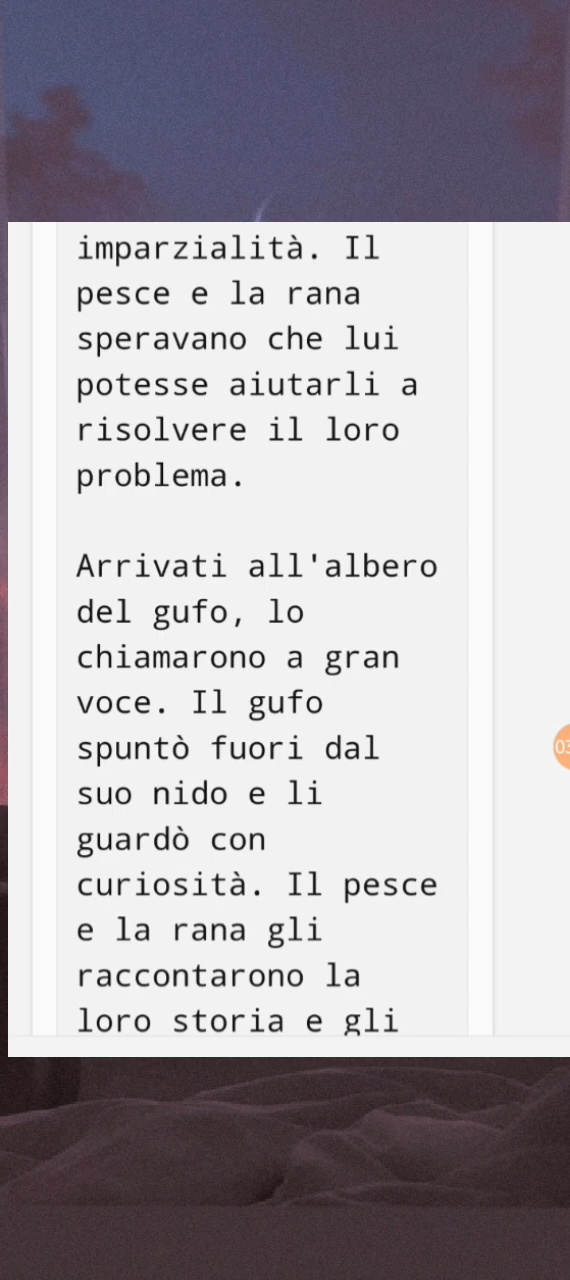 imparzialità. Il
pesce e la rana
speravano che lui
potesse aiutarli a
risolvere il loro
problema.

Arrivati all'albero
del gufo, lo
chiamarono a gran
voce. Il gufo
spuntò fuori dal
suo nido e li
guardò con
curiosità. Il pesce
e la rana gli
raccontarono la
loro storia e gli